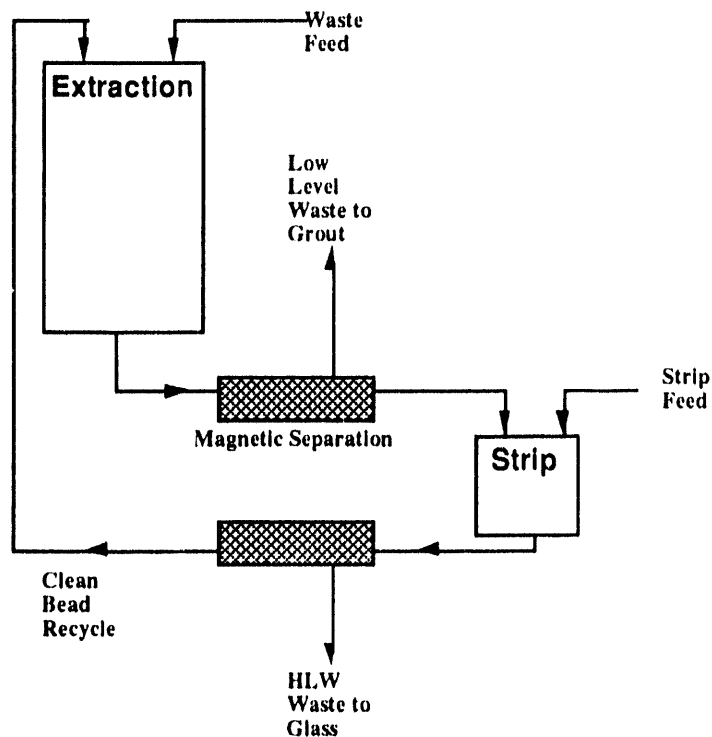 Waste
Feed
Extraction
Low
Level
Waste to
Grout
Strip
Feed
Magnetic Separation
Strip
Clean
Bead
Recycle
HLW
Waste to
Glass